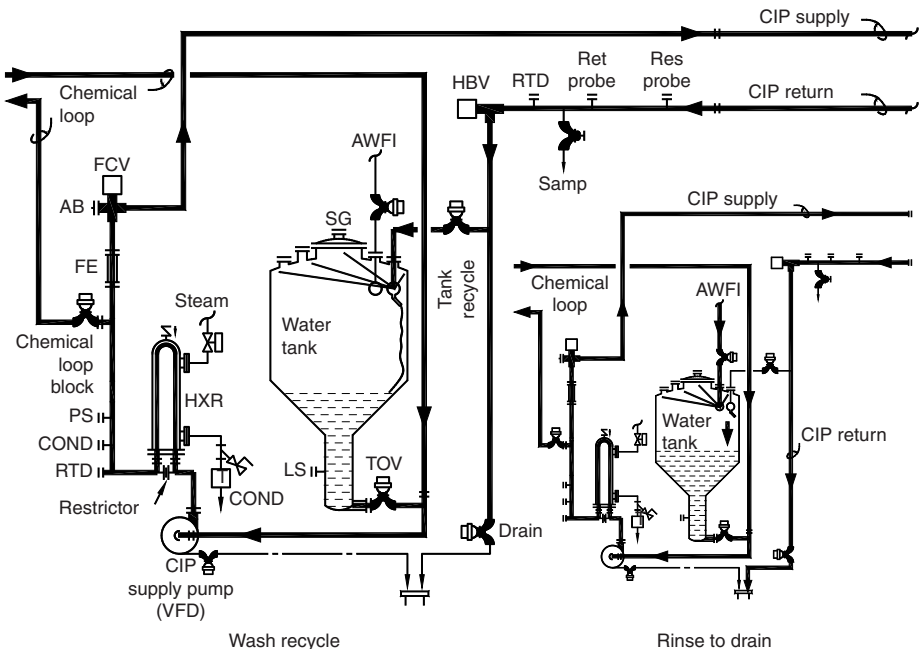 CIP supply
Chemical
loop
HBV
RTD
Ret
probe
Res
probe
CIP return
Samp
FCV
AB
AWFI
SG
FE
Steam
Tank
recycle
Water
tank
Chemical
loop
block
HXR
PS
COND
RTD
LS
TOV
COND
Restrictor
Drain
CIP
supply pump
(VFD)
Wash recycle
CIP supply
Chemical
loop
AWFI
Water
tank
CIP return
Rinse to drain